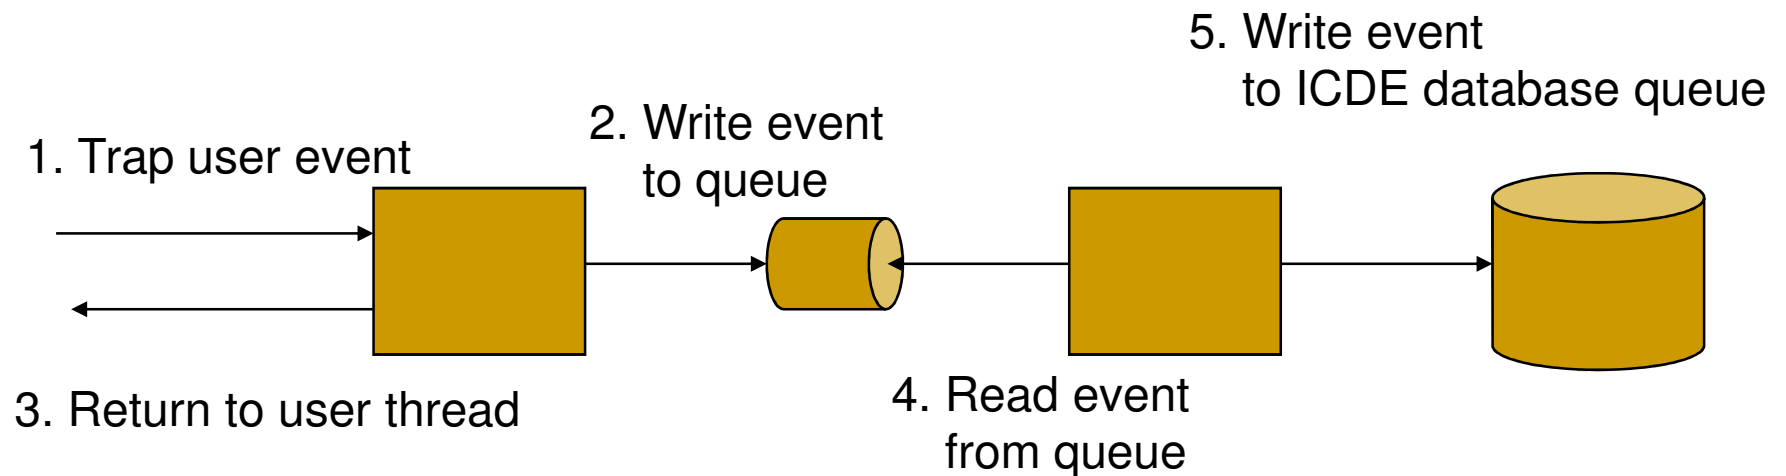 1. Trap user event
2. Write event
to queue
3. Return to user thread
4. Read event
from queue
5. Write event
to ICDE database queue